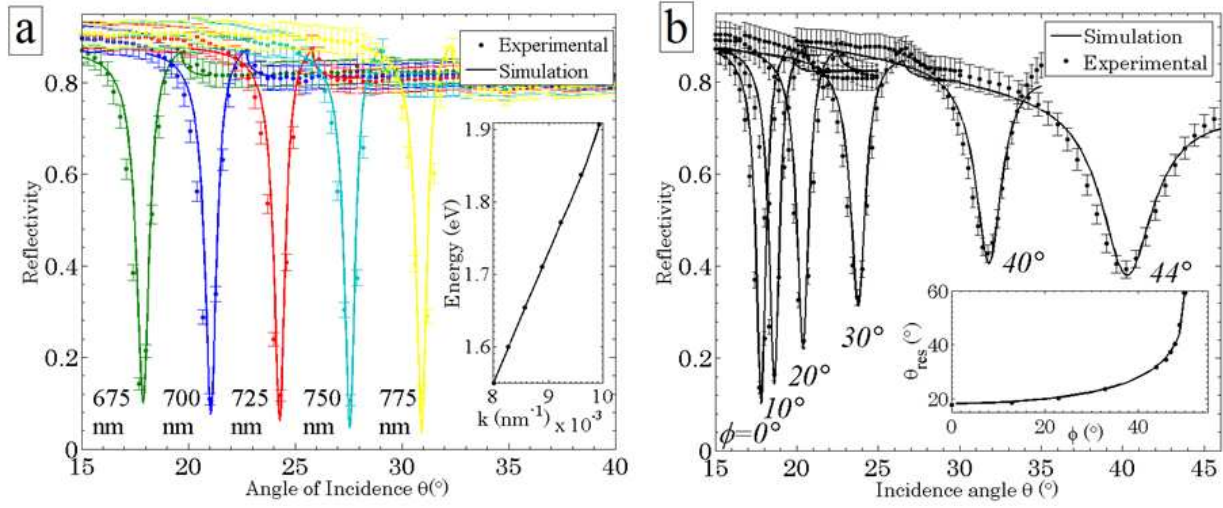 a
Experimental
Simulation
Reflectivity
0.8
0.6
0.4
0.2
0
15 20 25 30 35 40
Angle of Incidence θ(°)
675 nm
700 nm
725 nm
750 nm
775 nm
Energy (eV)
1.9
1.8
1.7
1.6
8 9 10
k (nm⁻¹) x 10⁻³
b
Simulation
Experimental
Reflectivity
0.8
0.6
0.4
0.2
0
15 20 25 30 35 40 45
Incidence angle θ (°)
ϕ=0°
10°
20°
30°
40°
44°
θres (°)
60
40
20
0 20 40
ϕ (°)